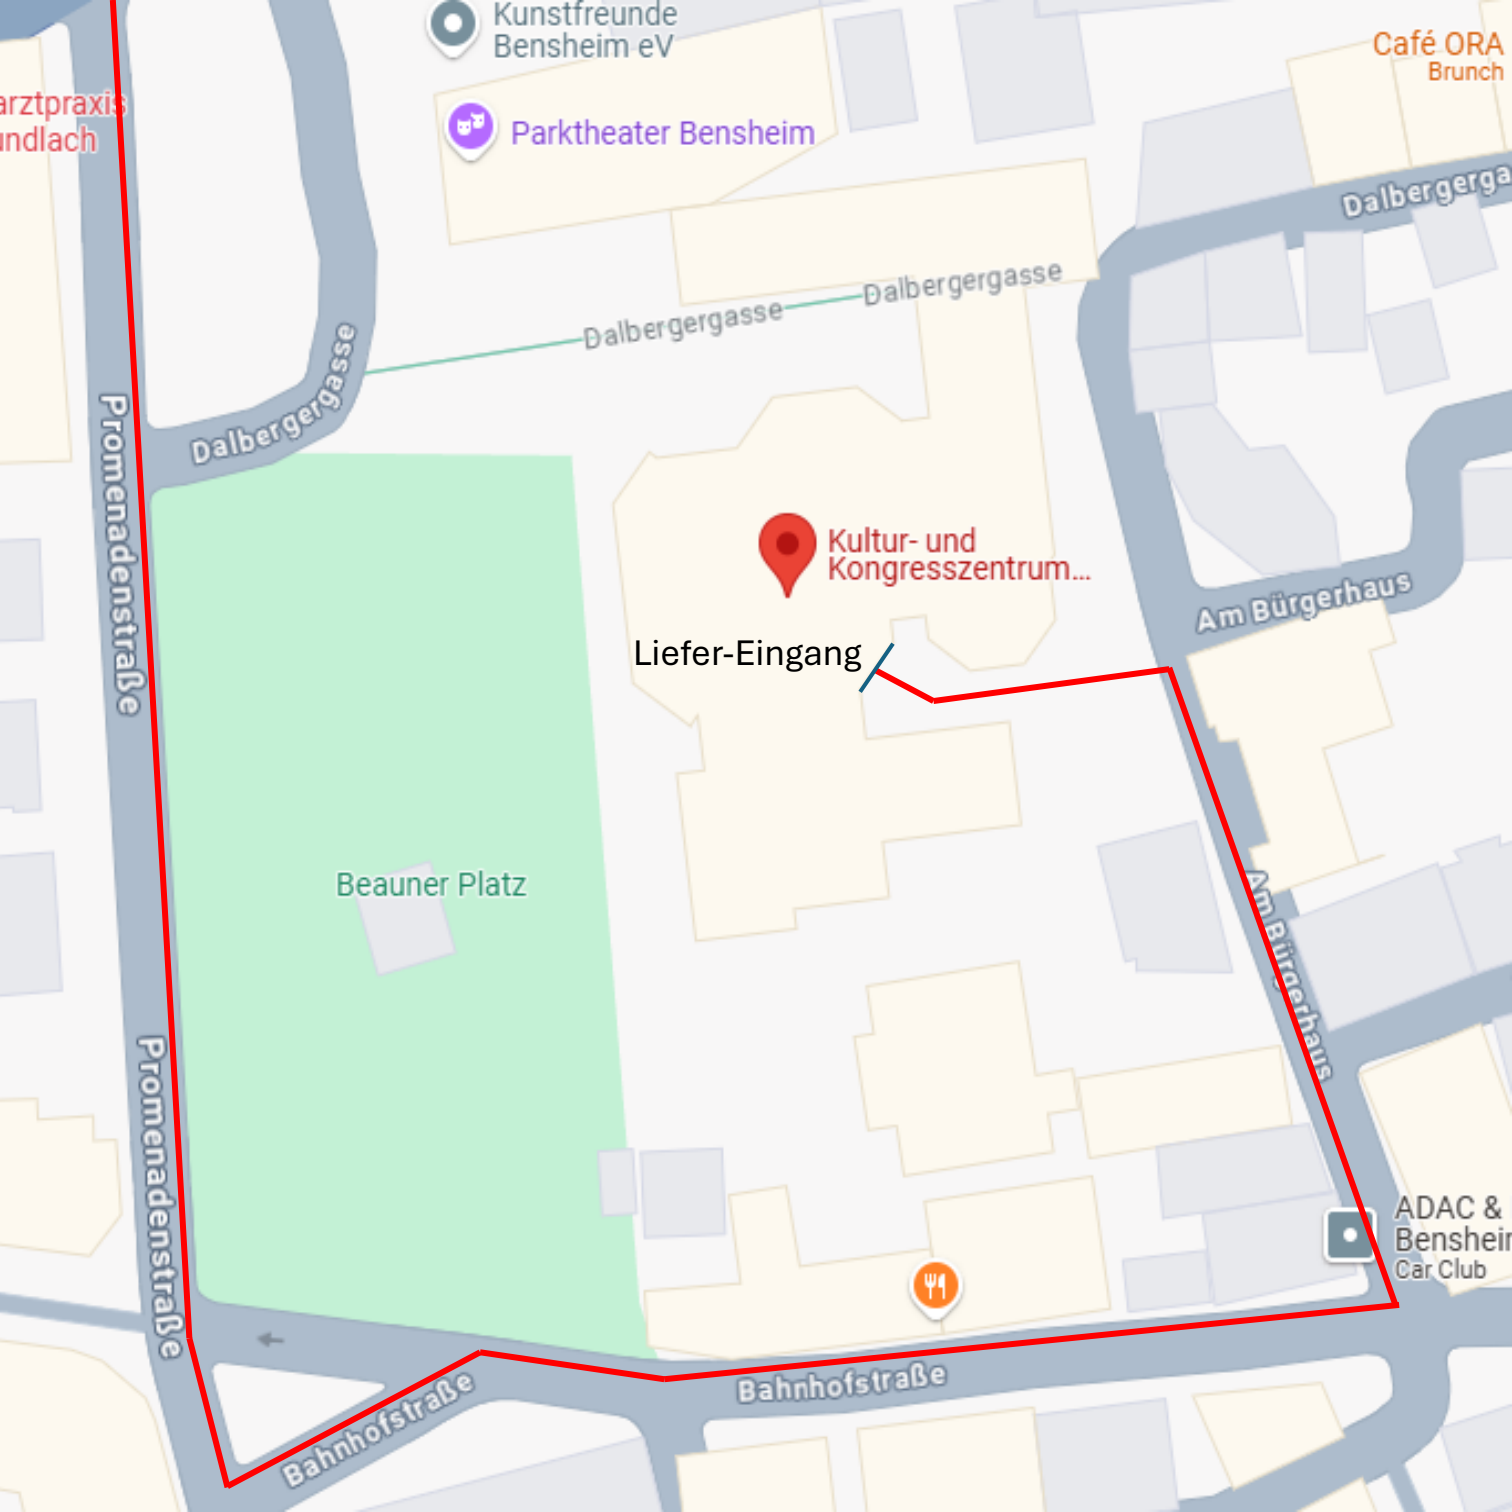 Kunstfreunde
Bensheim eV
Café ORA
Brunch
arztpraxis
undlach
Parktheater Bensheim
Dalbergerga
Dalbergergasse
Dalbergergasse
Dalbergergasse
Promenadenstraße
Kultur- und
Kongresszentrum...
Am Bürgerhaus
Liefer-Eingang
Beauner Platz
Am Bürgerhaus
Promenadenstraße
ADAC &
Bensheim
Car Club
Bahnhofstraße
Bahnhofstraße